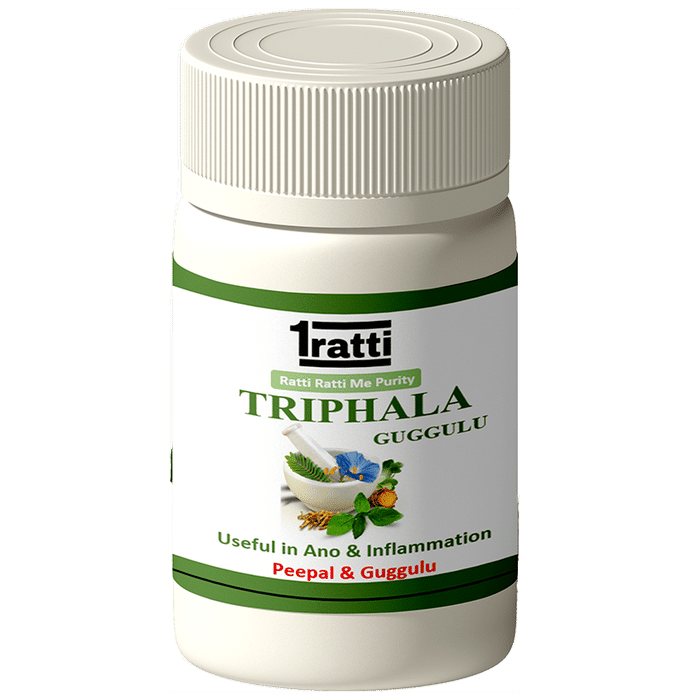 1ratti
Ratti Ratti Me Purity
TRIPHALA
GUGGULU
Useful in Ano & Inflammation
Peepal & Guggulu